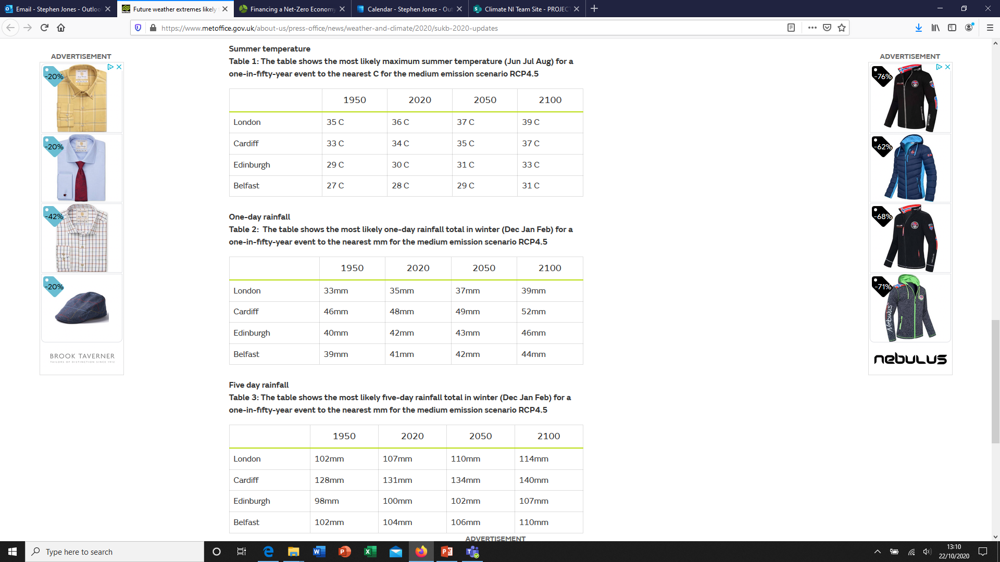 Email - Stephen Jones - Outloo
Future weather extremes likely
Financing a Net-Zero Economy
Calendar - Stephen Jones - Out
Climate NI Team Site - PROJEC
https://www.metoffice.gov.uk/about-us/press-office/news/weather-and-climate/2020/sukb-2020-updates
ADVERTISEMENT
-20%
-20%
-42%
-20%
BROOK TAVERNER
TAILORS OF DISTINCTION SINCE 1912
Summer temperature
Table 1: The table shows the most likely maximum summer temperature (Jun Jul Aug) for a
one-in-fifty-year event to the nearest C for the medium emission scenario RCP4.5
1950 2020 2050 2100
London 35 C 36 C 37 C 39 C
Cardiff 33 C 34 C 35 C 37 C
Edinburgh 29 C 30 C 31 C 33 C
Belfast 27 C 28 C 29 C 31 C
One-day rainfall
Table 2: The table shows the most likely one-day rainfall total in winter (Dec Jan Feb) for a
one-in-fifty-year event to the nearest mm for the medium emission scenario RCP4.5
1950 2020 2050 2100
London 33mm 35mm 37mm 39mm
Cardiff 46mm 48mm 49mm 52mm
Edinburgh 40mm 42mm 43mm 46mm
Belfast 39mm 41mm 42mm 44mm
Five day rainfall
Table 3: The table shows the most likely five-day rainfall total in winter (Dec Jan Feb) for a
one-in-fifty-year event to the nearest mm for the medium emission scenario RCP4.5
1950 2020 2050 2100
London 102mm 107mm 110mm 114mm
Cardiff 128mm 131mm 134mm 140mm
Edinburgh 98mm 100mm 102mm 107mm
Belfast 102mm 104mm 106mm 110mm
ADVERTISEMENT
ADVERTISEMENT
-76%
-62%
-68%
-71%
Nebulus
nebulus
Type here to search
13:10
22/10/2020